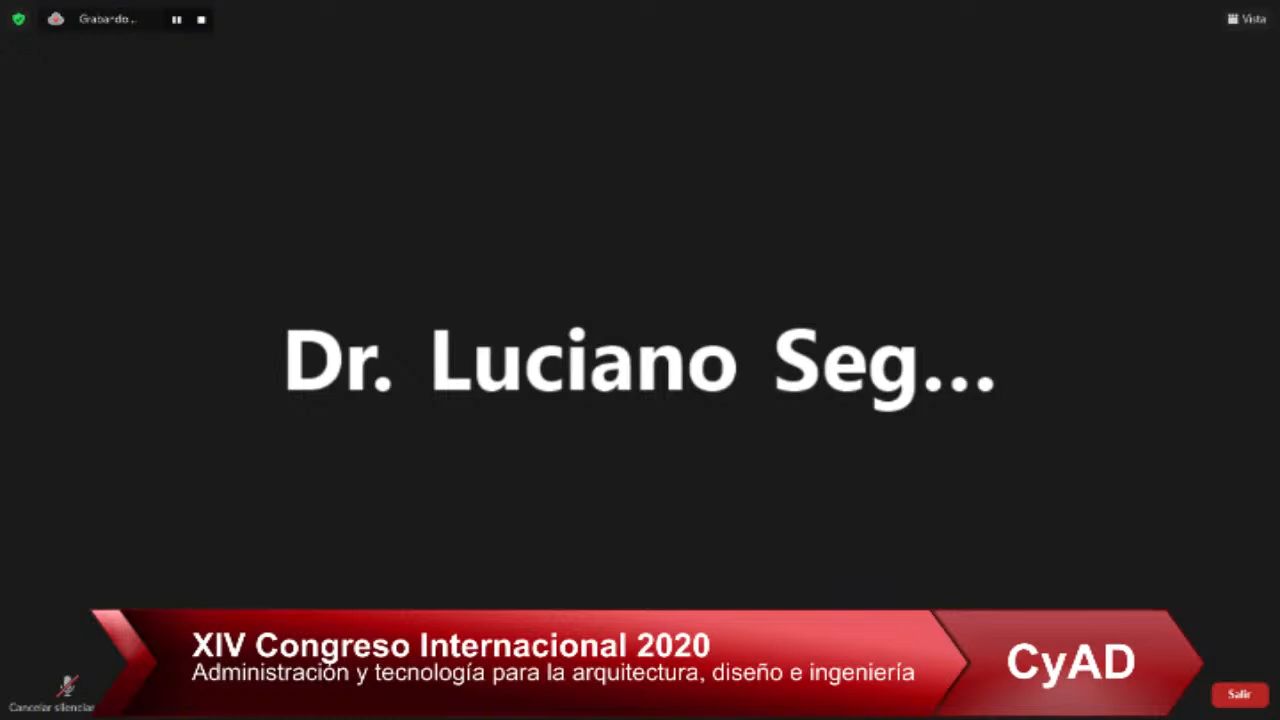 Grabando...
Vista
Dr. Luciano Seg...
XIV Congreso Internacional 2020
Administración y tecnología para la arquitectura, diseño e ingeniería
CyAD
Cancelar silenciar
Salir